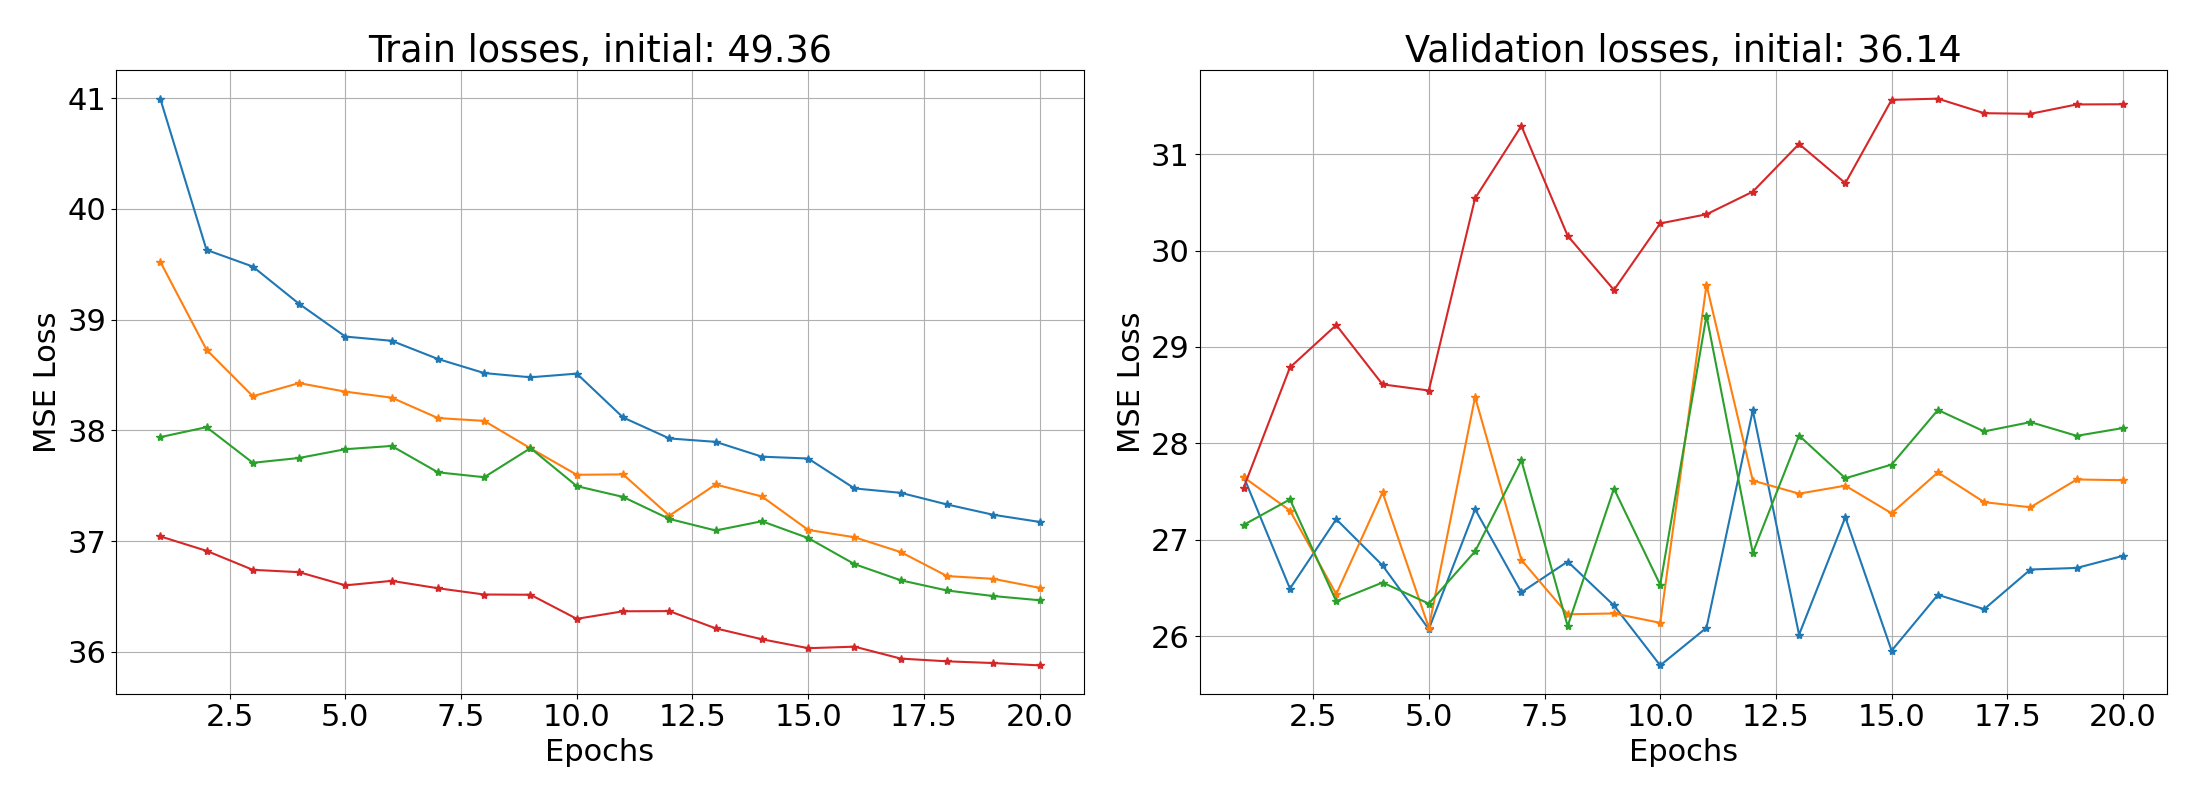 Train losses, initial: 49.36
MSE Loss
41
40
39
38
37
36
2.5 5.0 7.5 10.0 12.5 15.0 17.5 20.0
Epochs
Validation losses, initial: 36.14
MSE Loss
31
30
29
28
27
26
2.5 5.0 7.5 10.0 12.5 15.0 17.5 20.0
Epochs